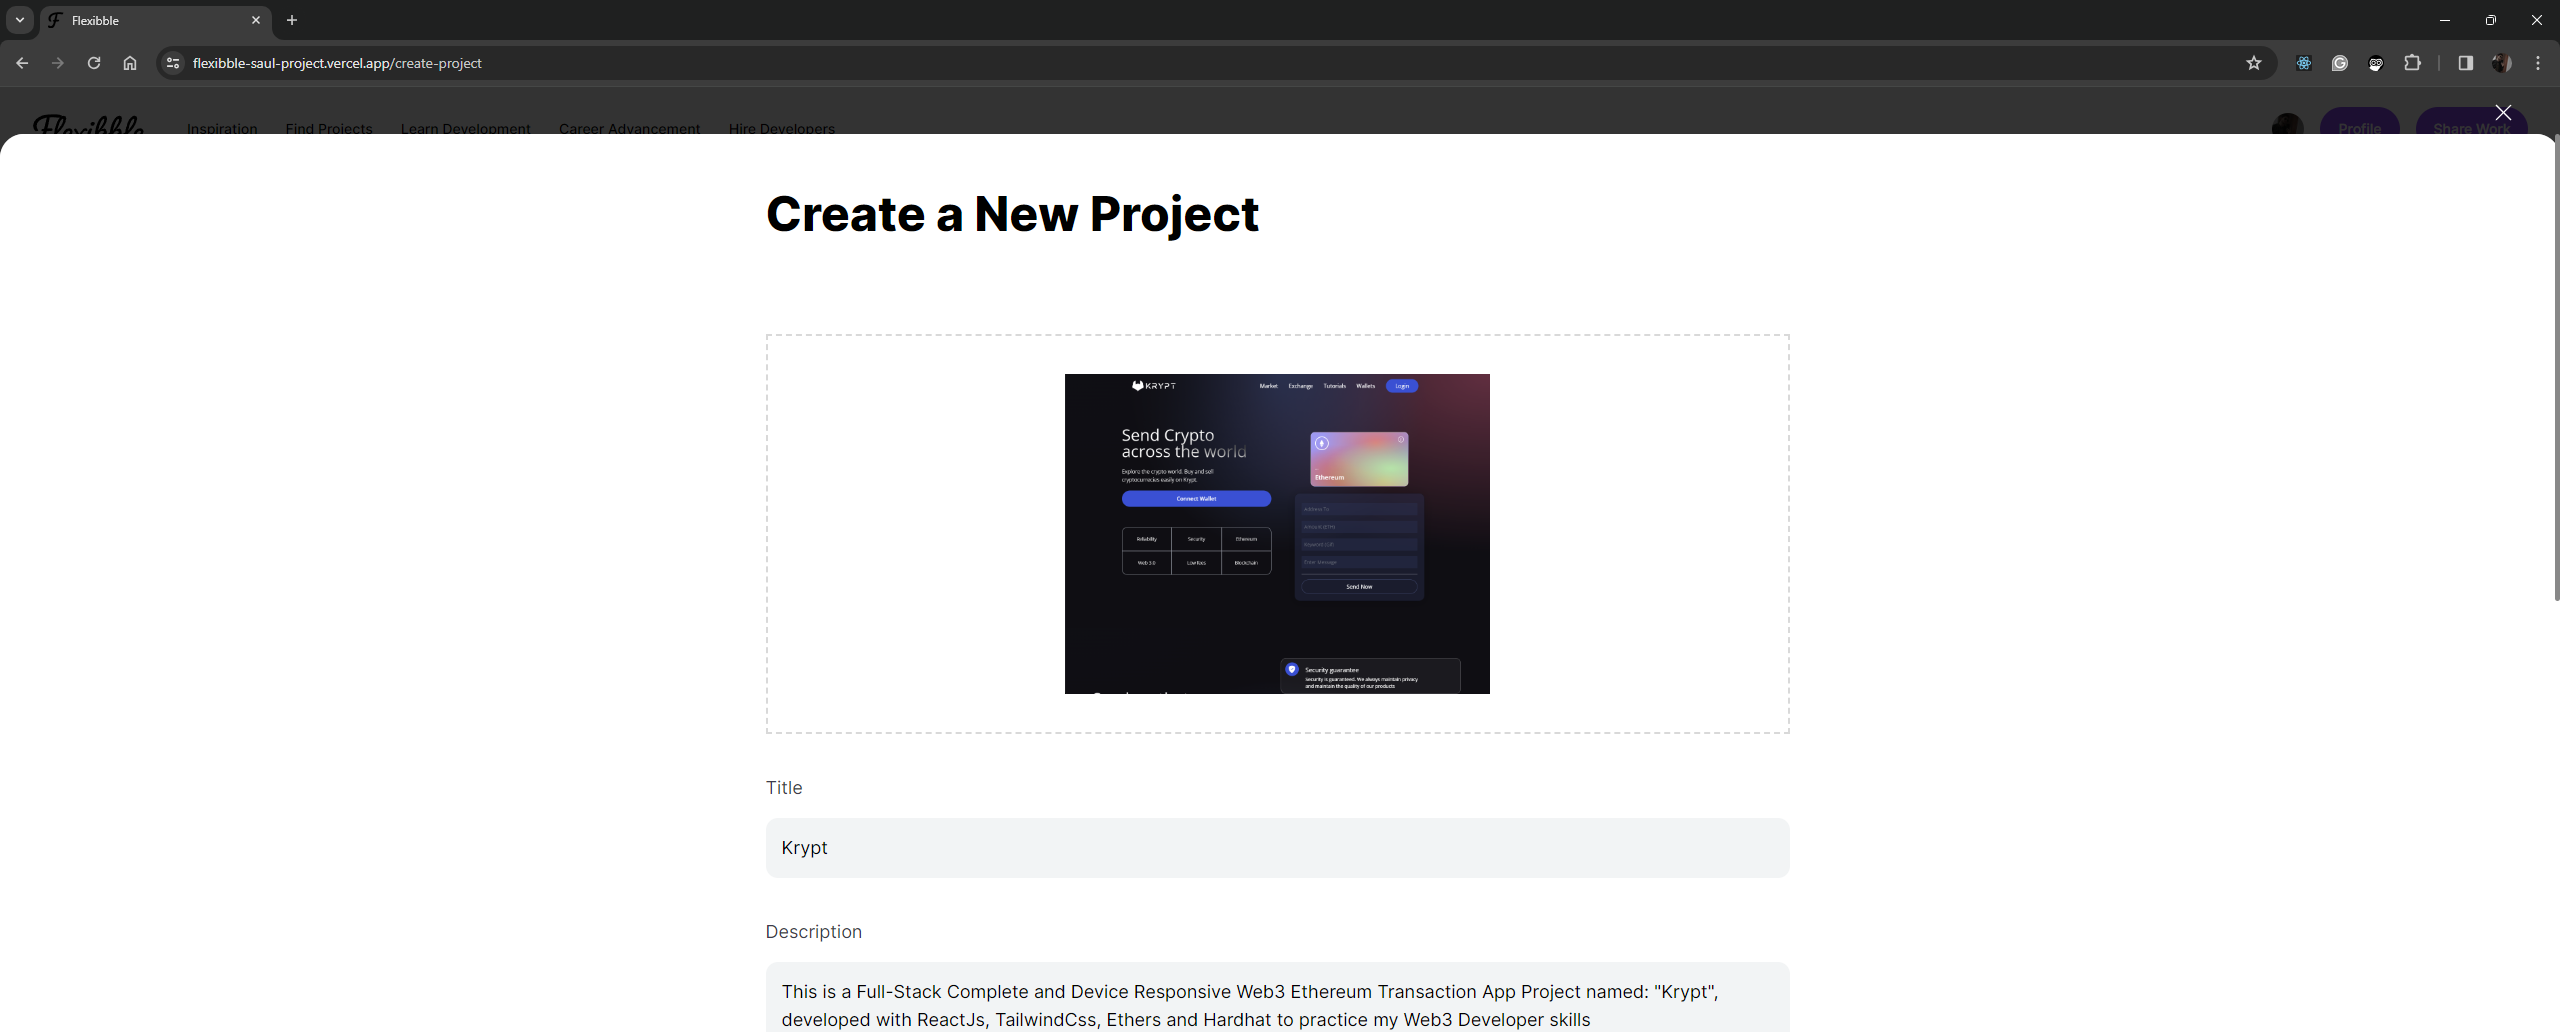 Flexibble
flexibble-saul-project.vercel.app/create-project
Flexibble
Inspiration
Find Projects
Learn Development
Career Advancement
Hire Developers
Profile
Share Work
Create a New Project
KRYPT
Market
Exchange
Tutorials
Wallets
Login
Send Crypto
across the world
Explore the crypto world. Buy and sell
cryptocurrecies easily on Krypt.
Connect Wallet
Reliability
Security
Ethereum
Web 3.0
Low Fees
Blockchain
Ethereum
Address To
Amount (ETH)
Keyword (Gif)
Enter Message
Send Now
Security guarantee
Security is guaranteed. We always maintain privacy
and maintain the quality of our products
Title
Krypt
Description
This is a Full-Stack Complete and Device Responsive Web3 Ethereum Transaction App Project named: "Krypt",
developed with ReactJs, TailwindCss, Ethers and Hardhat to practice my Web3 Developer skills